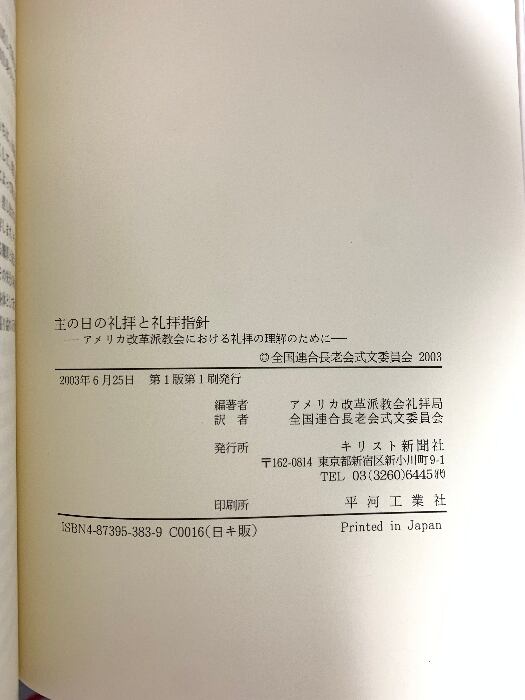 主の日の礼拝と礼拝指針
──アメリカ改革派教会における礼拝の理解のために──
©全国連合長老会式文委員会 2003
2003年6月25日 第1版第1刷発行
編著者 アメリカ改革派教会礼拝局
訳者 全国連合長老会式文委員会
発行所 キリスト新聞社
〒162-0814 東京都新宿区新小川町9-1
TEL 03(3260)6445㈹
印刷所 平河工業社
ISBN4-87395-383-9 C0016(日キ販) Printed in Japan